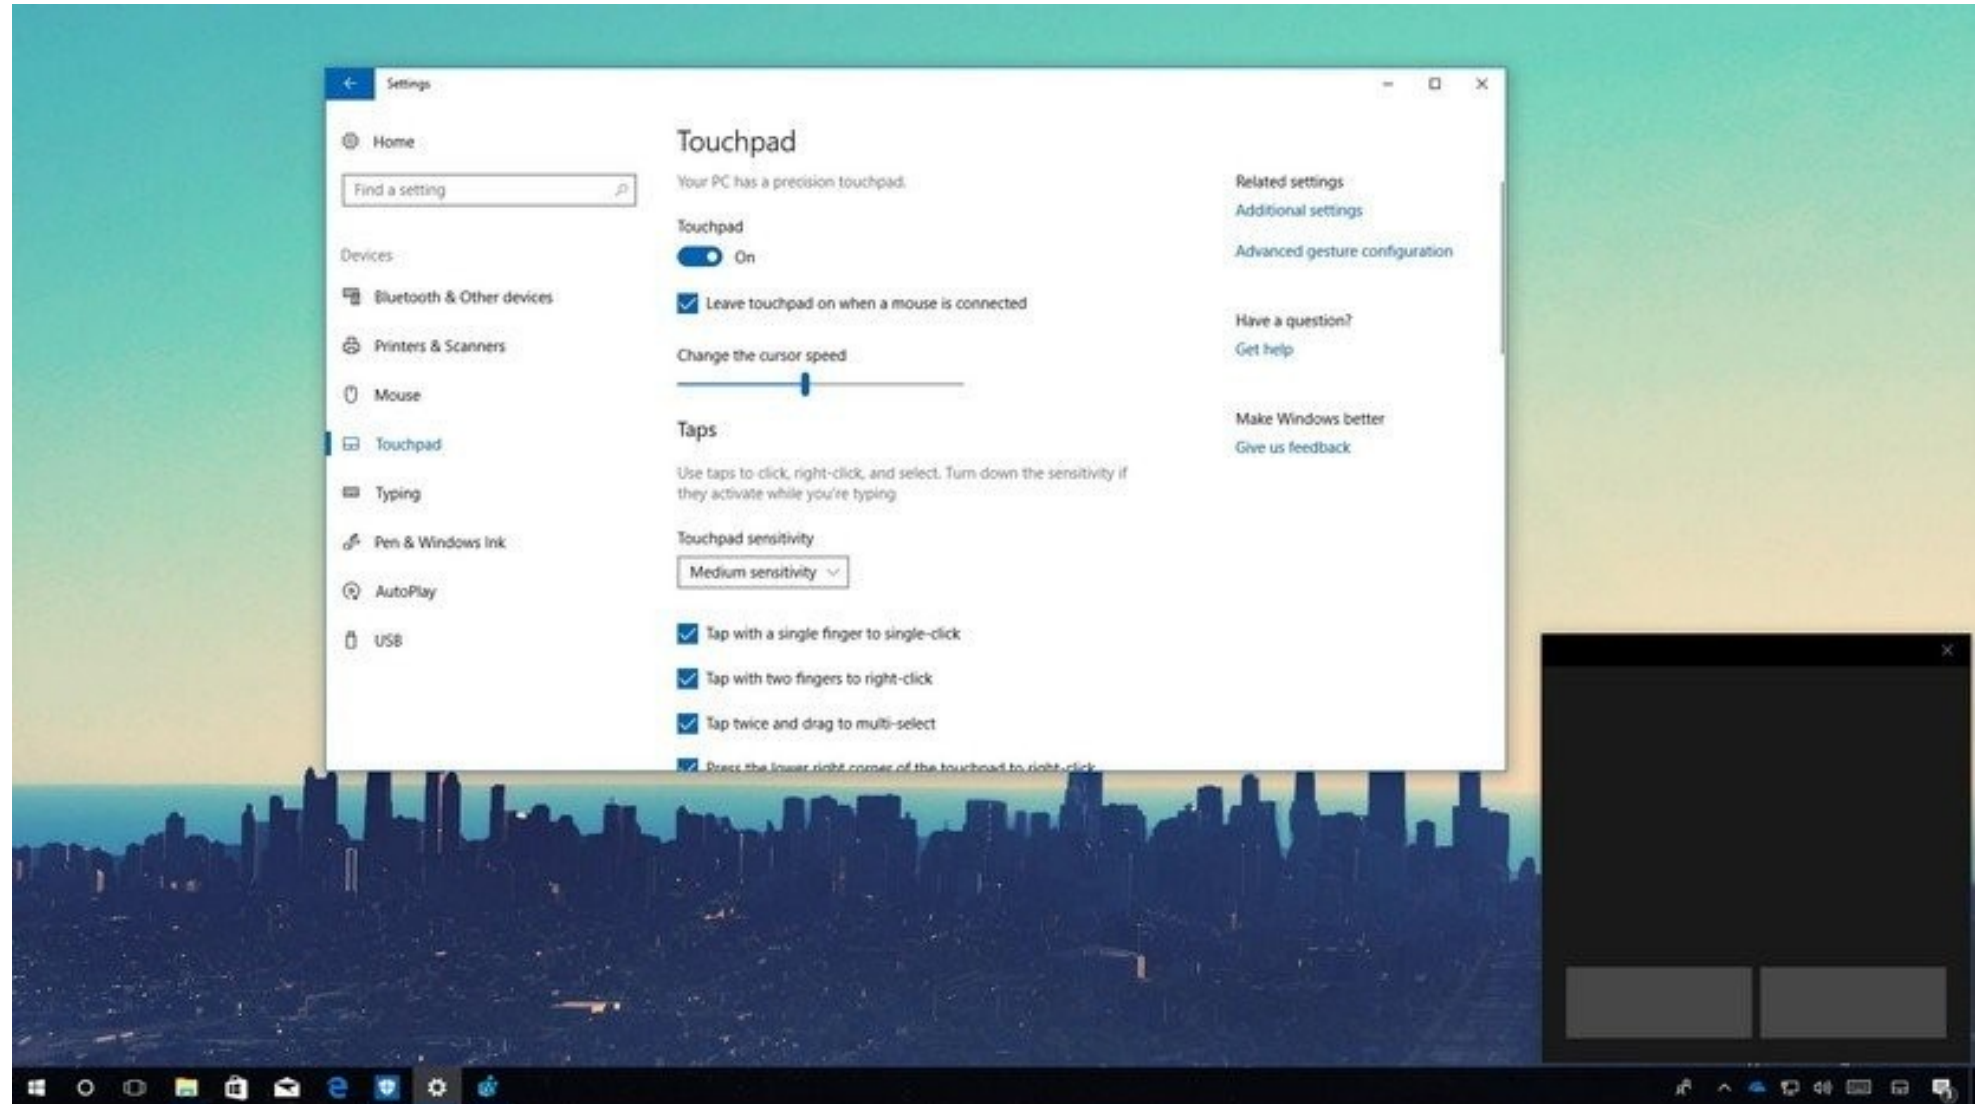 Settings
Home
Find a setting
Devices
Bluetooth & Other devices
Printers & Scanners
Mouse
Touchpad
Typing
Pen & Windows Ink
AutoPlay
USB
Touchpad
Your PC has a precision touchpad.
Touchpad
On
Leave touchpad on when a mouse is connected
Change the cursor speed
Taps
Use taps to click, right-click, and select. Turn down the sensitivity if
they activate while you're typing
Touchpad sensitivity
Medium sensitivity
Tap with a single finger to single-click
Tap with two fingers to right-click
Tap twice and drag to multi-select
Press the lower right corner of the touchpad to right-click
Related settings
Additional settings
Advanced gesture configuration
Have a question?
Get help
Make Windows better
Give us feedback